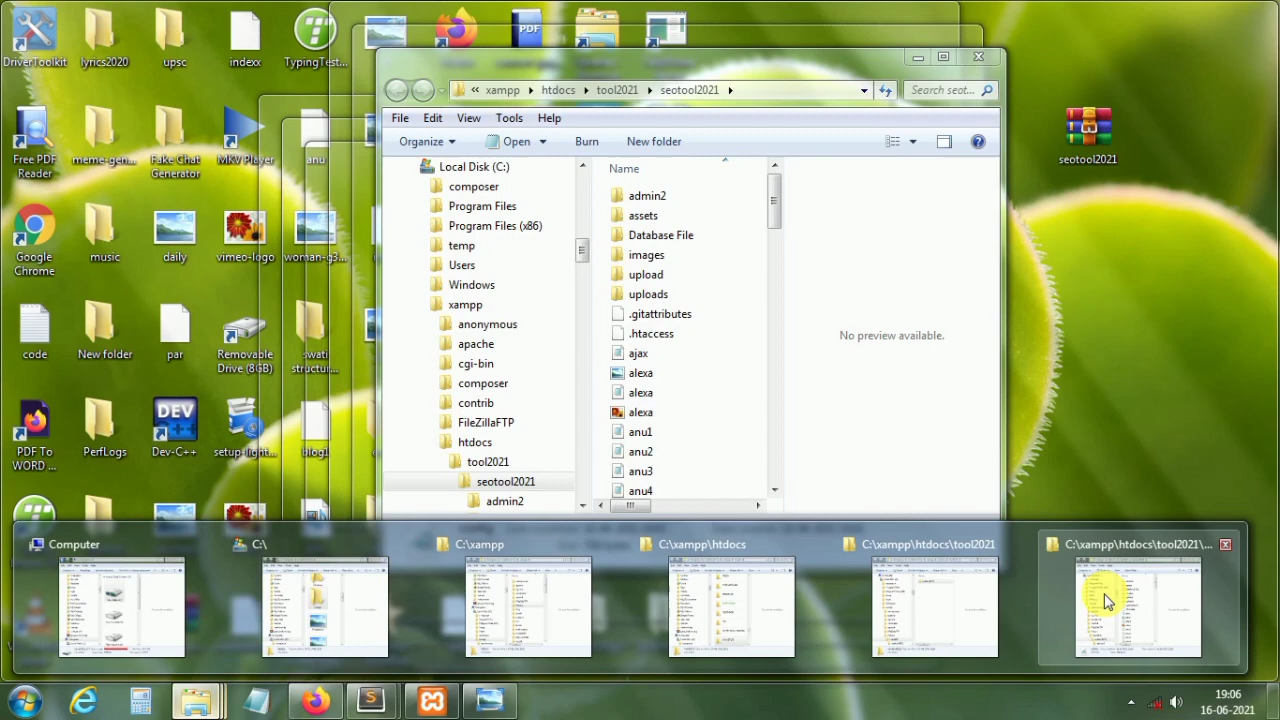 DriverToolkit
lyrics2020
upsc
indexx
TypingTest...
PDF
Free PDF
Reader
meme-gen...
Fake Chat
Generator
MKV Player
anu
Google
Chrome
music
daily
vimeo-logo
woman-g3...
code
New folder
par
Removable
Drive (8GB)
swati
structur...
PDF To
WORD ...
PerfLogs
DEV
Dev-C++
setup-light...
blog1
seotool2021
« xampp htdocs tool2021 seotool2021
Search seot...
File Edit View Tools Help
Organize Open Burn New folder
Local Disk (C:)
composer
Program Files
Program Files (x86)
temp
Users
Windows
xampp
anonymous
apache
cgi-bin
composer
contrib
FileZillaFTP
htdocs
tool2021
seotool2021
admin2
Name
admin2
assets
Database File
images
upload
uploads
.gitattributes
.htaccess
ajax
alexa
alexa
alexa
anu1
anu2
anu3
anu4
No preview available.
Computer
C:\
C:\xampp
C:\xampp\htdocs
C:\xampp\htdocs\tool2021
C:\xampp\htdocs\tool2021\...
19:06
16-06-2021